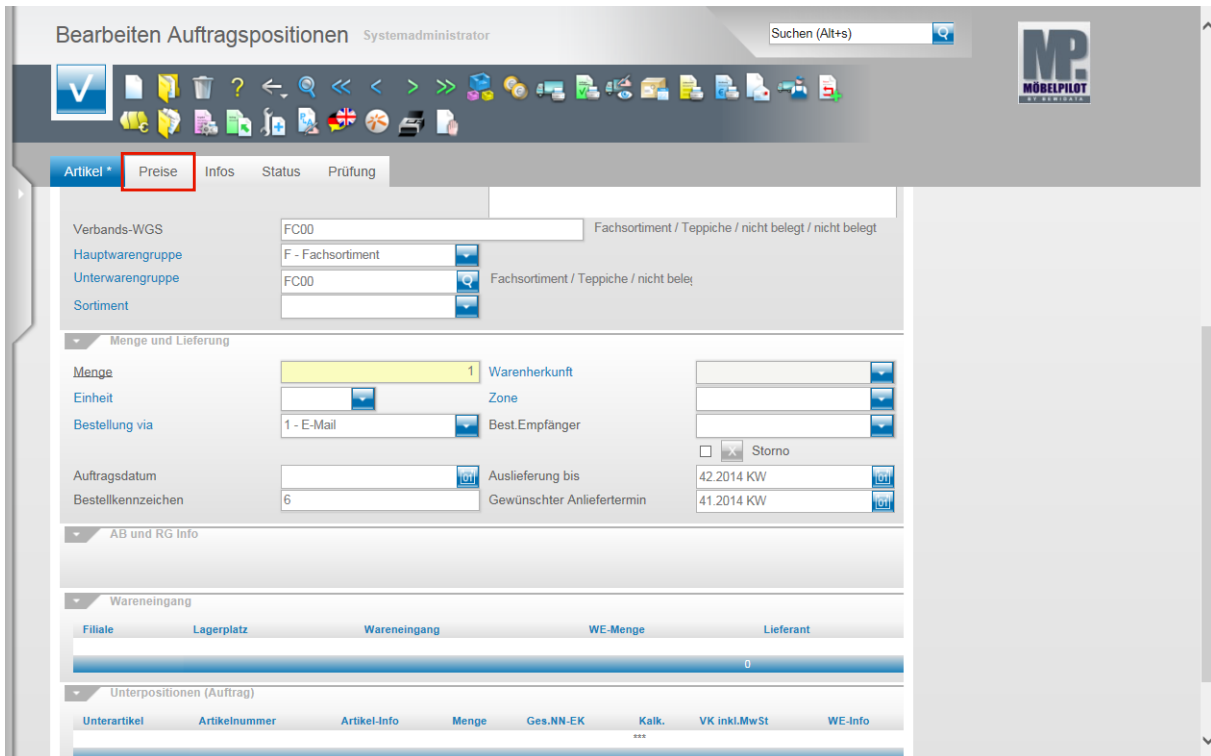 Bearbeiten Auftragspositionen Systemadministrator
Suchen (Alt+s)
MP.
MÖBELPILOT
BY BEMIDATA
Artikel * Preise Infos Status Prüfung
Verbands-WGS FC00 Fachsortiment / Teppiche / nicht belegt / nicht belegt
Hauptwarengruppe F - Fachsortiment
Unterwarengruppe FC00 Fachsortiment / Teppiche / nicht beleg
Sortiment
Menge und Lieferung
Menge 1 Warenherkunft
Einheit Zone
Bestellung via 1 - E-Mail Best.Empfänger
Storno
Auftragsdatum Auslieferung bis 42.2014 KW
Bestellkennzeichen 6 Gewünschter Anliefertermin 41.2014 KW
AB und RG Info
Wareneingang
Filiale Lagerplatz Wareneingang WE-Menge Lieferant
0
Unterpositionen (Auftrag)
Unterartikel Artikelnummer Artikel-Info Menge Ges.NN-EK Kalk. VK inkl.MwSt WE-Info
***